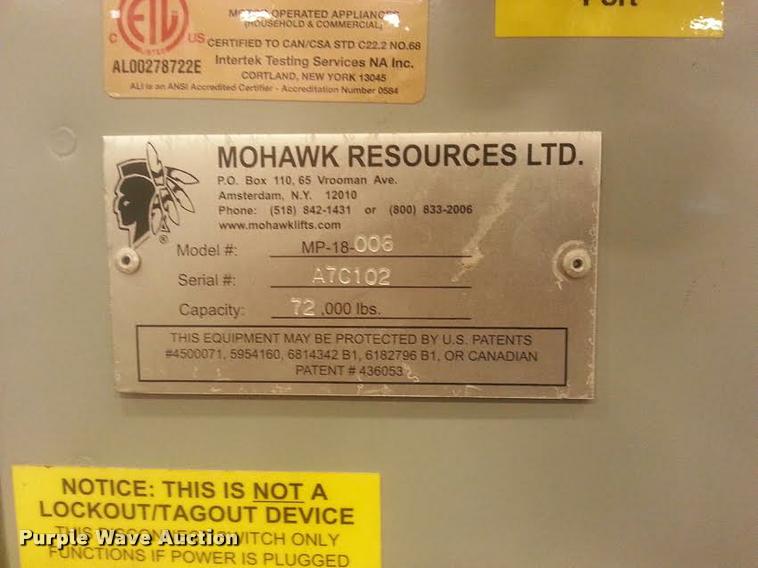 ETL
C US
LISTED
AL00278722E
MOTOR OPERATED APPLIANCES
(HOUSEHOLD & COMMERCIAL)
CERTIFIED TO CAN/CSA STD C22.2 NO.68
Intertek Testing Services NA Inc.
CORTLAND, NEW YORK 13045
ALI is an ANSI Accredited Certifier - Accreditation Number 0584
Port
MOHAWK RESOURCES LTD.
P.O. Box 110, 65 Vrooman Ave.
Amsterdam, N.Y. 12010
Phone: (518) 842-1431 or (800) 833-2006
www.mohawklifts.com
®
Model #: MP-18-006
Serial #: A7C102
Capacity: 72 ,000 lbs.
THIS EQUIPMENT MAY BE PROTECTED BY U.S. PATENTS
#4500071, 5954160, 6814342 B1, 6182796 B1, OR CANADIAN
PATENT # 436053
NOTICE: THIS IS NOT A
LOCKOUT/TAGOUT DEVICE
THIS DISCONNECT SWITCH ONLY
FUNCTIONS IF POWER IS PLUGGED
Purple Wave Auction